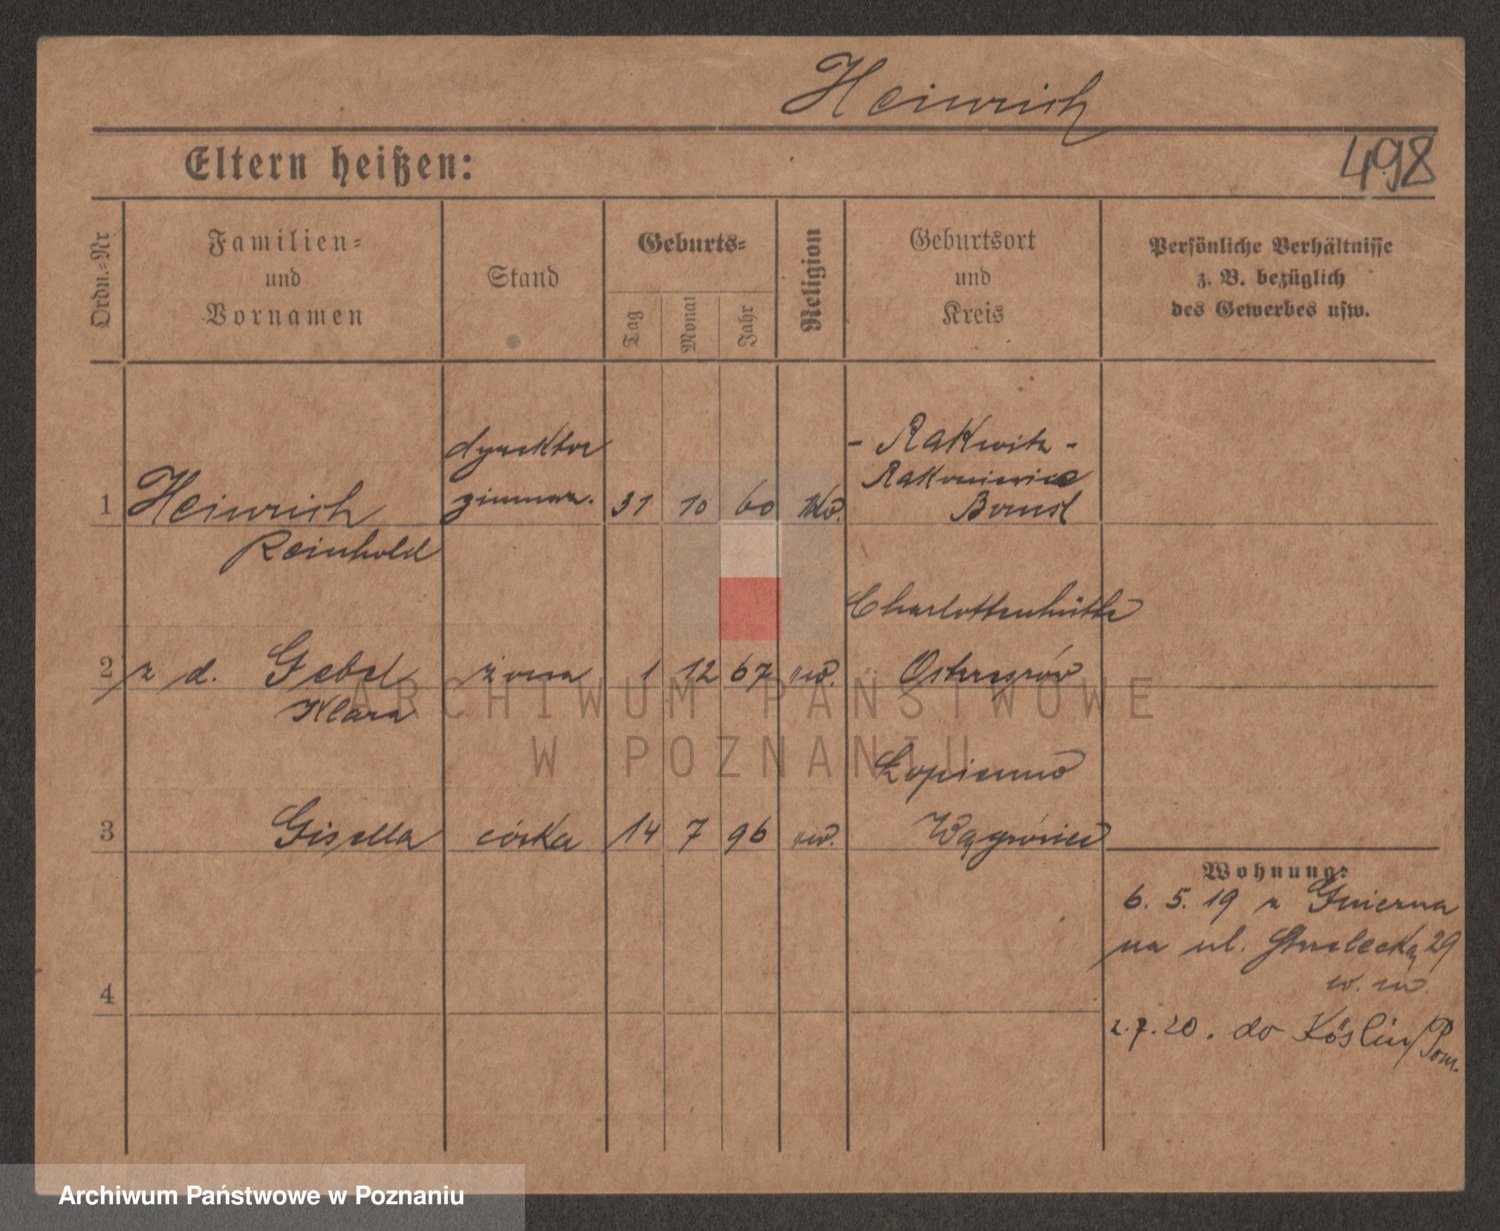 Heinrich
Eltern heißen:
498
Ordn.-Nr
Familien-
und
Vornamen
Stand
Geburts-
Tag
Monat
Jahr
Religion
Geburtsort
und
Kreis
Persönliche Verhältnisse
z. B. bezüglich
des Gewerbes usw.
dyrektor
- Rakwitz -
Rakoniewice
1 Heinrich 31 10 60 Bomst
Reinhold
Charlottenhütte
2 z d. Gebel żona 1 12 67
Klara
Łopienno
3 Gisella córka 14 7 96 Wągrówiec
Wohnung:
6. 5. 19 z Gniezna
na ul. Strzelecką 29
4
2.7.20. do Köslin/Pom.
ARCHIWUM PAŃSTWOWE
W POZNANIU
Archiwum Państwowe w Poznaniu